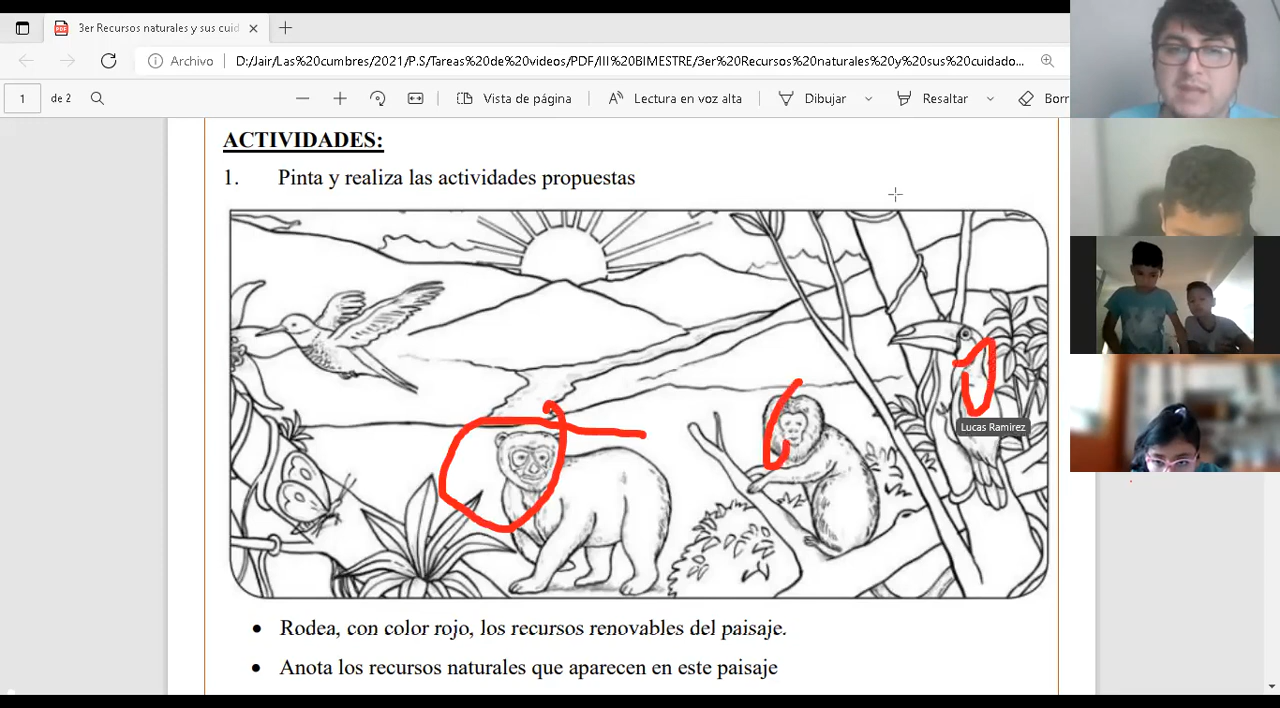 3er Recursos naturales y sus cuid
Archivo
D:/Jair/Las%20cumbres/2021/P.S/Tareas%20de%20videos/PDF/III%20BIMESTRE/3er%20Recursos%20naturales%20y%20sus%20cuidado...
1
de 2
Vista de página
Lectura en voz alta
Dibujar
Resaltar
Borr
ACTIVIDADES:
1. Pinta y realiza las actividades propuestas
Lucas Ramirez
• Rodea, con color rojo, los recursos renovables del paisaje.
• Anota los recursos naturales que aparecen en este paisaje